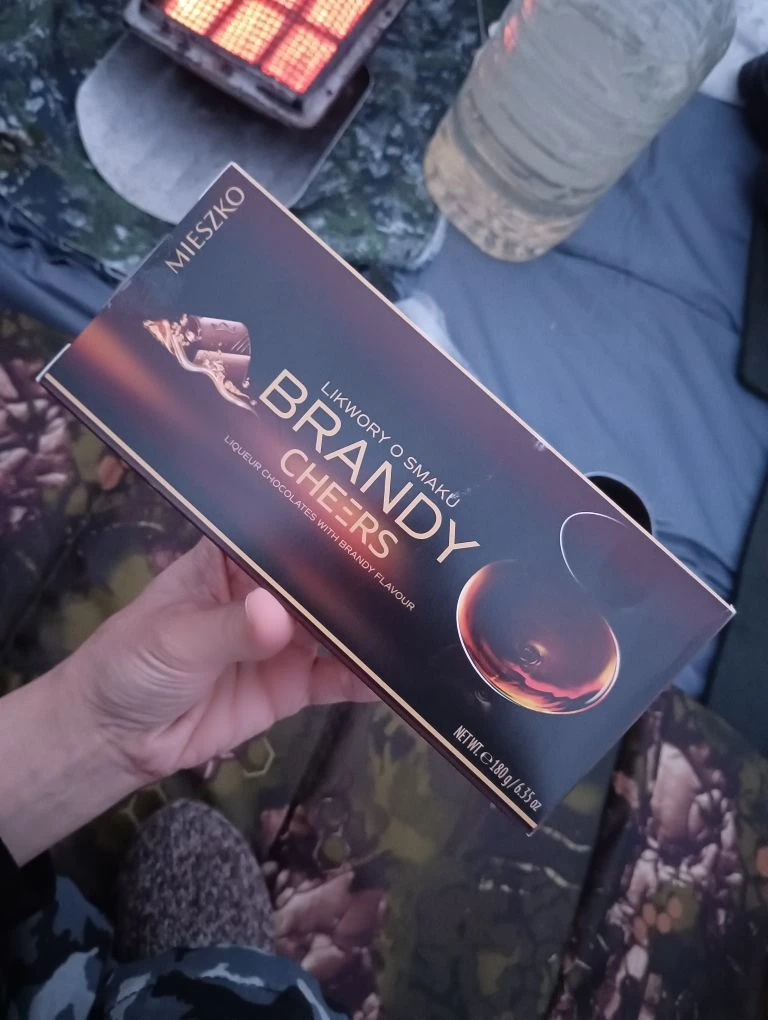 MIESZKO
LIKWORY O SMAKU
BRANDY
CHEERS
LIQUEUR CHOCOLATES WITH BRANDY FLAVOUR
NET WT. ℮ 180 g/6.35 oz